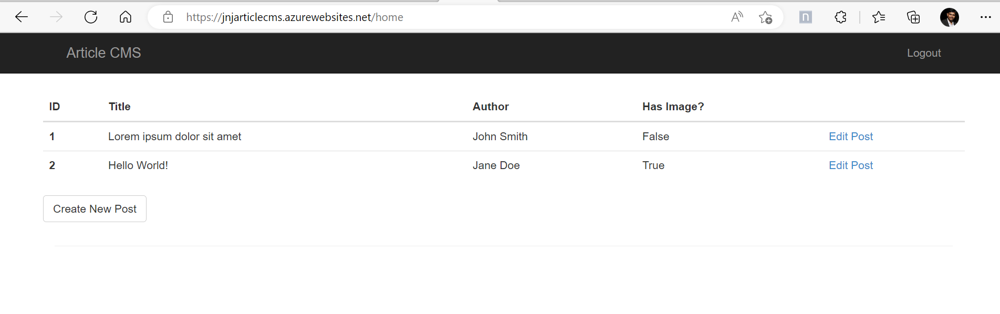 https://jnjarticlecms.azurewebsites.net/home
n
Article CMS Logout
ID Title Author Has Image?
1 Lorem ipsum dolor sit amet John Smith False Edit Post
2 Hello World! Jane Doe True Edit Post
Create New Post